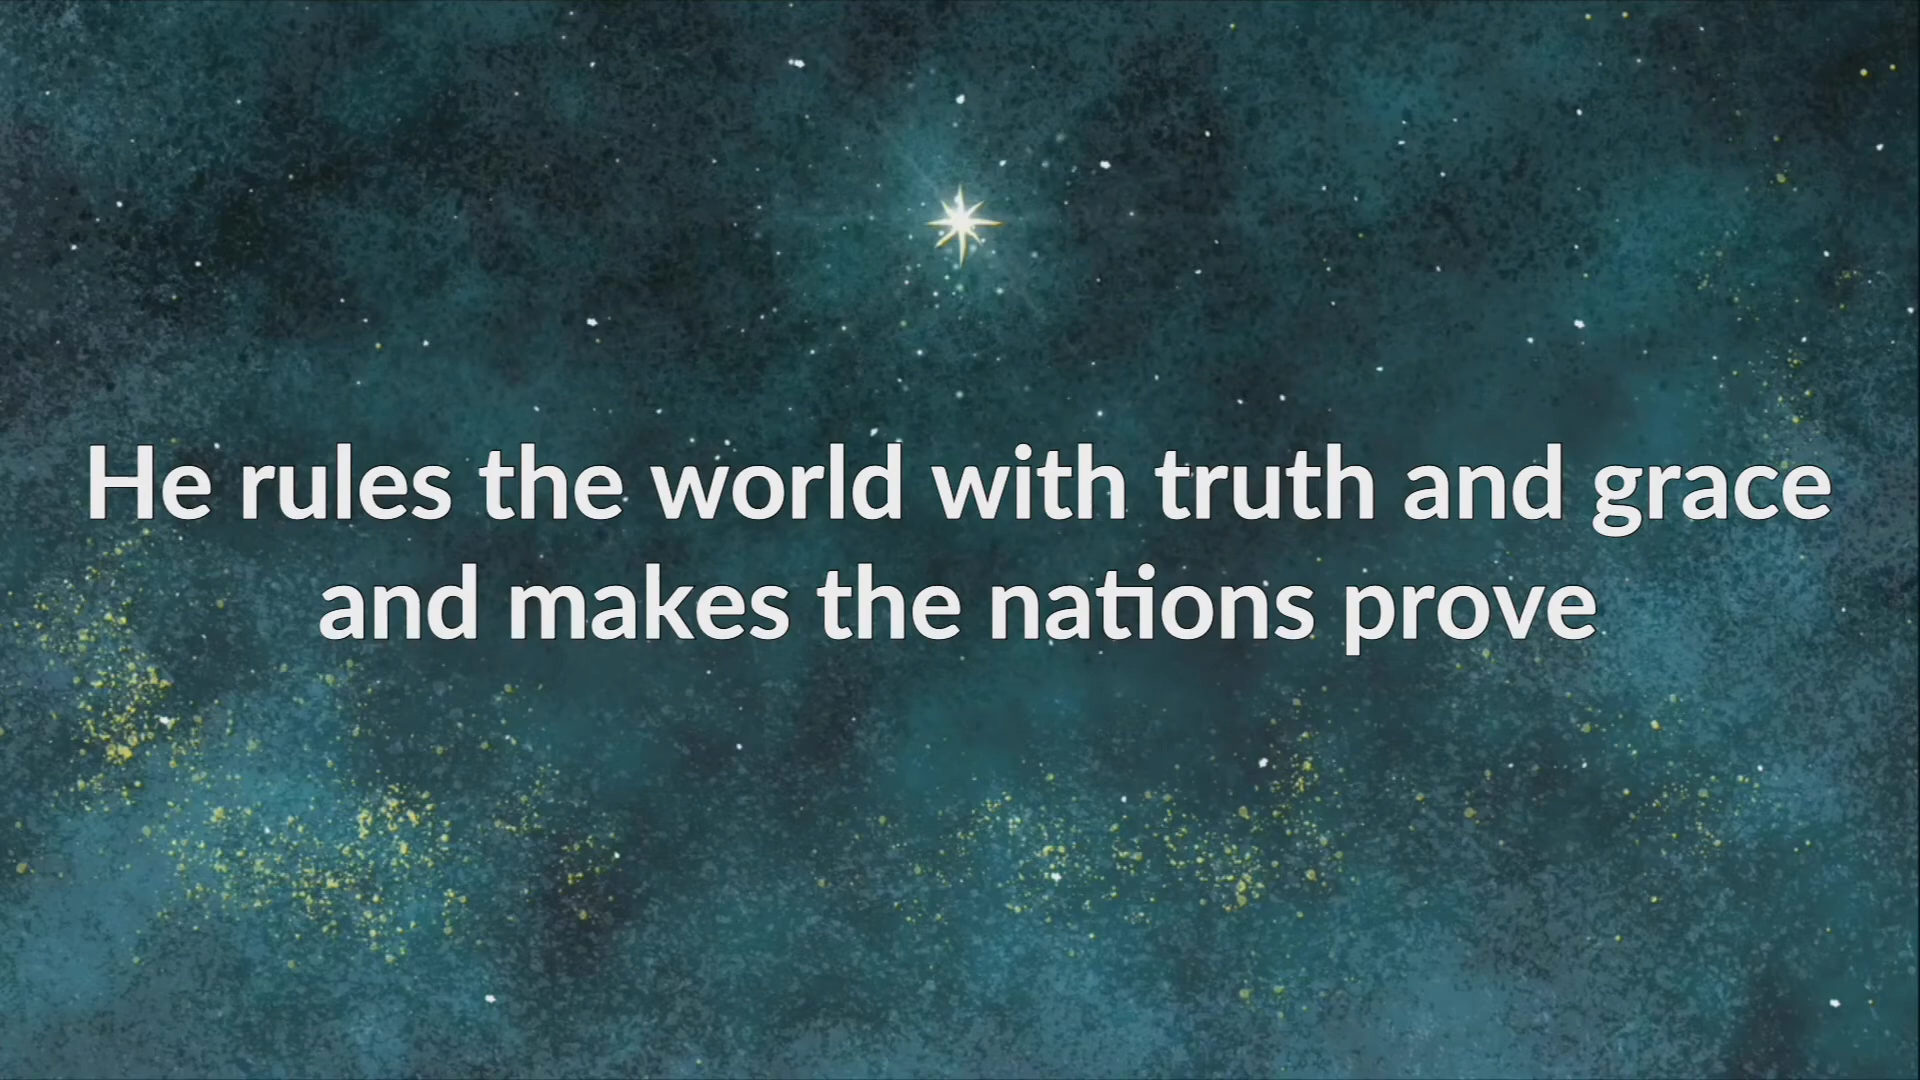 He rules the world with truth and grace
and makes the nations prove